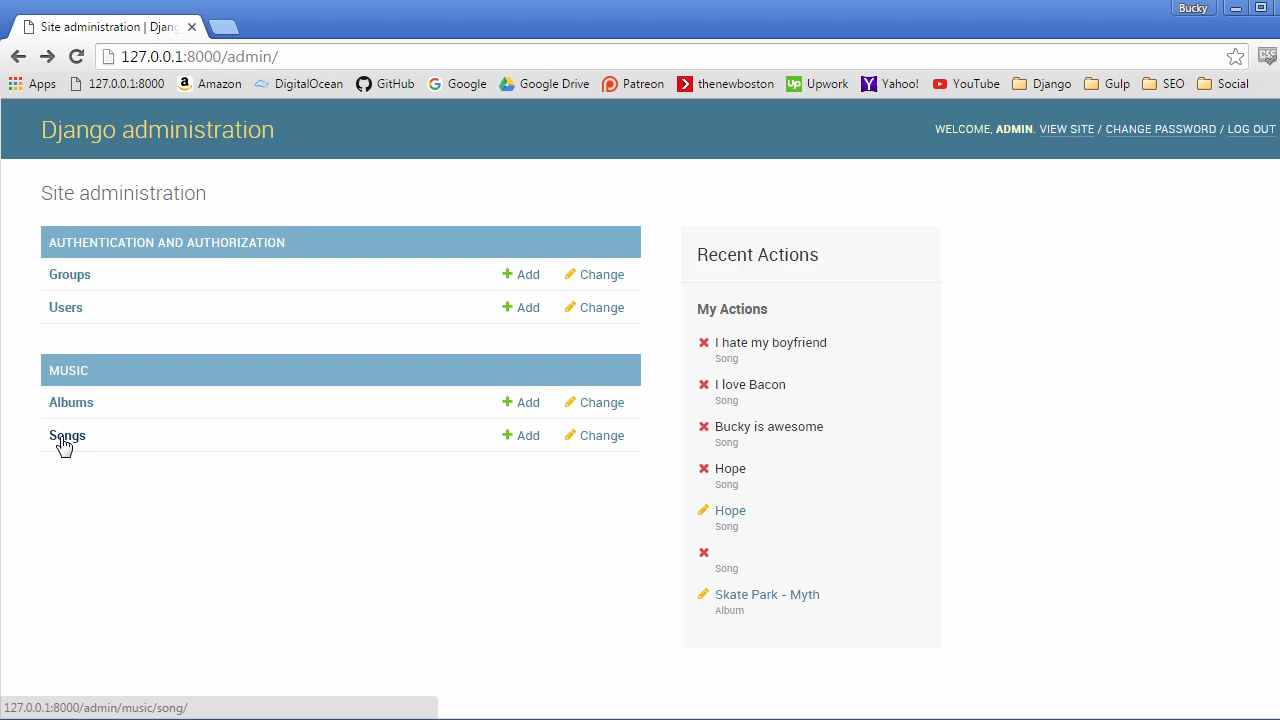 Bucky
Site administration | Djang
127.0.0.1:8000/admin/
Apps 127.0.0.1:8000 Amazon DigitalOcean GitHub Google Google Drive Patreon thenewboston Upwork Yahoo! YouTube Django Gulp SEO Social
Django administration
WELCOME, ADMIN. VIEW SITE / CHANGE PASSWORD / LOG OUT
Site administration
AUTHENTICATION AND AUTHORIZATION
Groups Add Change
Users Add Change
MUSIC
Albums Add Change
Songs Add Change
Recent Actions
My Actions
I hate my boyfriend
Song
I love Bacon
Song
Bucky is awesome
Song
Hope
Song
Hope
Song
Song
Skate Park - Myth
Album
127.0.0.1:8000/admin/music/song/